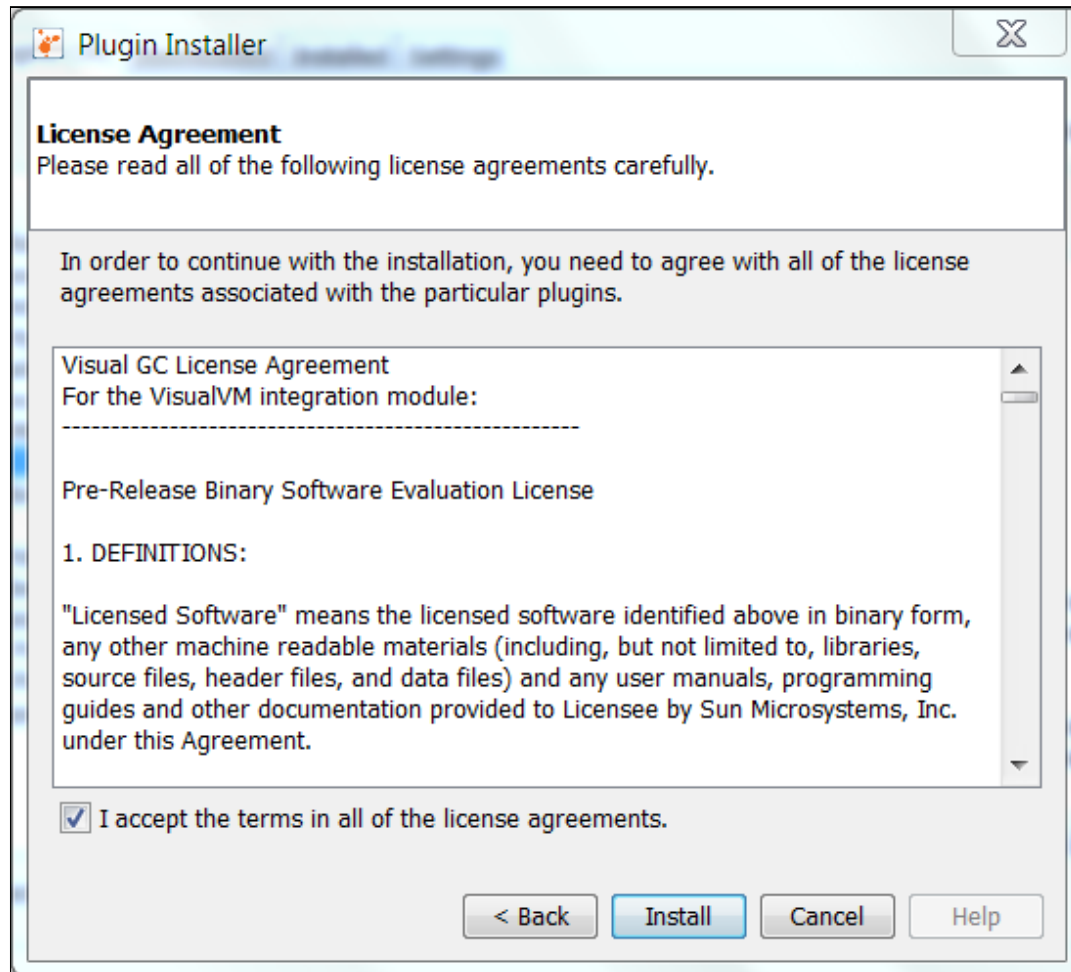 Plugin Installer
License Agreement
Please read all of the following license agreements carefully.
In order to continue with the installation, you need to agree with all of the license
agreements associated with the particular plugins.
Visual GC License Agreement
For the VisualVM integration module:
-----------------------------------------------------
Pre-Release Binary Software Evaluation License
1. DEFINITIONS:
"Licensed Software" means the licensed software identified above in binary form,
any other machine readable materials (including, but not limited to, libraries,
source files, header files, and data files) and any user manuals, programming
guides and other documentation provided to Licensee by Sun Microsystems, Inc.
under this Agreement.
I accept the terms in all of the license agreements.
< Back Install Cancel Help